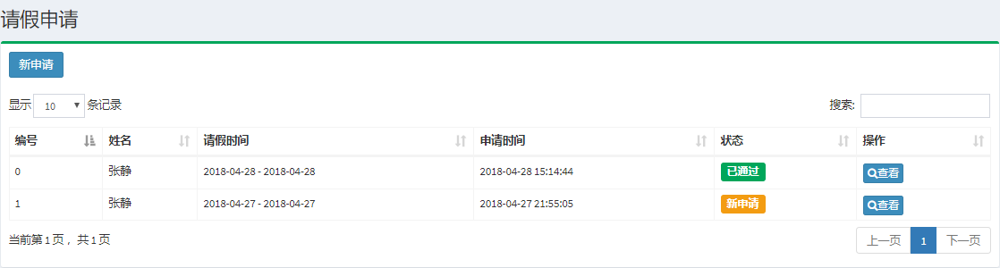 请假申请
新申请
显示 10 条记录 搜索:
编号 姓名 请假时间 申请时间 状态 操作
0 张静 2018-04-28 - 2018-04-28 2018-04-28 15:14:44 已通过 查看
1 张静 2018-04-27 - 2018-04-27 2018-04-27 21:55:05 新申请 查看
当前第 1 页，共 1 页 上一页 1 下一页